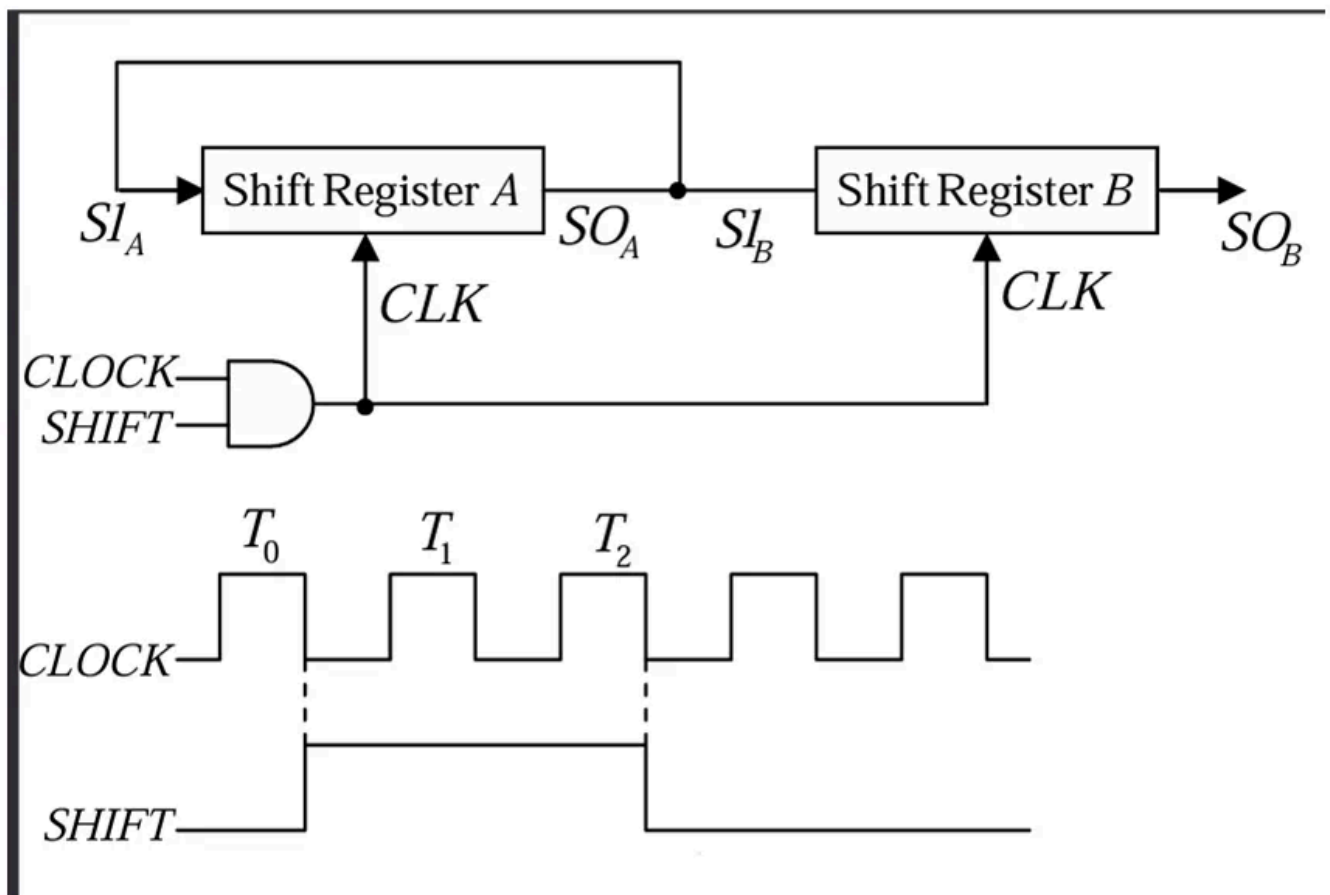 Shift Register A
Shift Register B
SI_A
SO_A
SI_B
SO_B
CLK
CLK
CLOCK
SHIFT
T_0
T_1
T_2
CLOCK
SHIFT